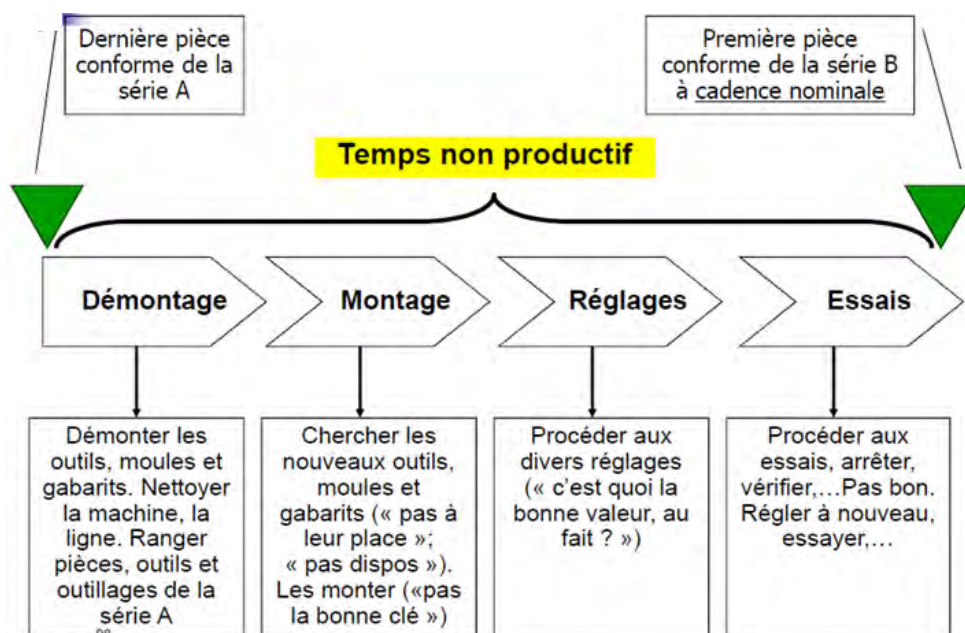 Dernière pièce
conforme de la
série A
Première pièce
conforme de la série B
à cadence nominale
Temps non productif
Démontage
Montage
Réglages
Essais
Démonter les
outils, moules et
gabarits. Nettoyer
la machine, la
ligne. Ranger
pièces, outils et
outillages de la
série A
Chercher les
nouveaux outils,
moules et
gabarits (« pas à
leur place »;
« pas dispos »).
Les monter («pas
la bonne clé »)
Procéder aux
divers réglages
(« c’est quoi la
bonne valeur, au
fait ? »)
Procéder aux
essais, arrêter,
vérifier,…Pas bon.
Régler à nouveau,
essayer,…